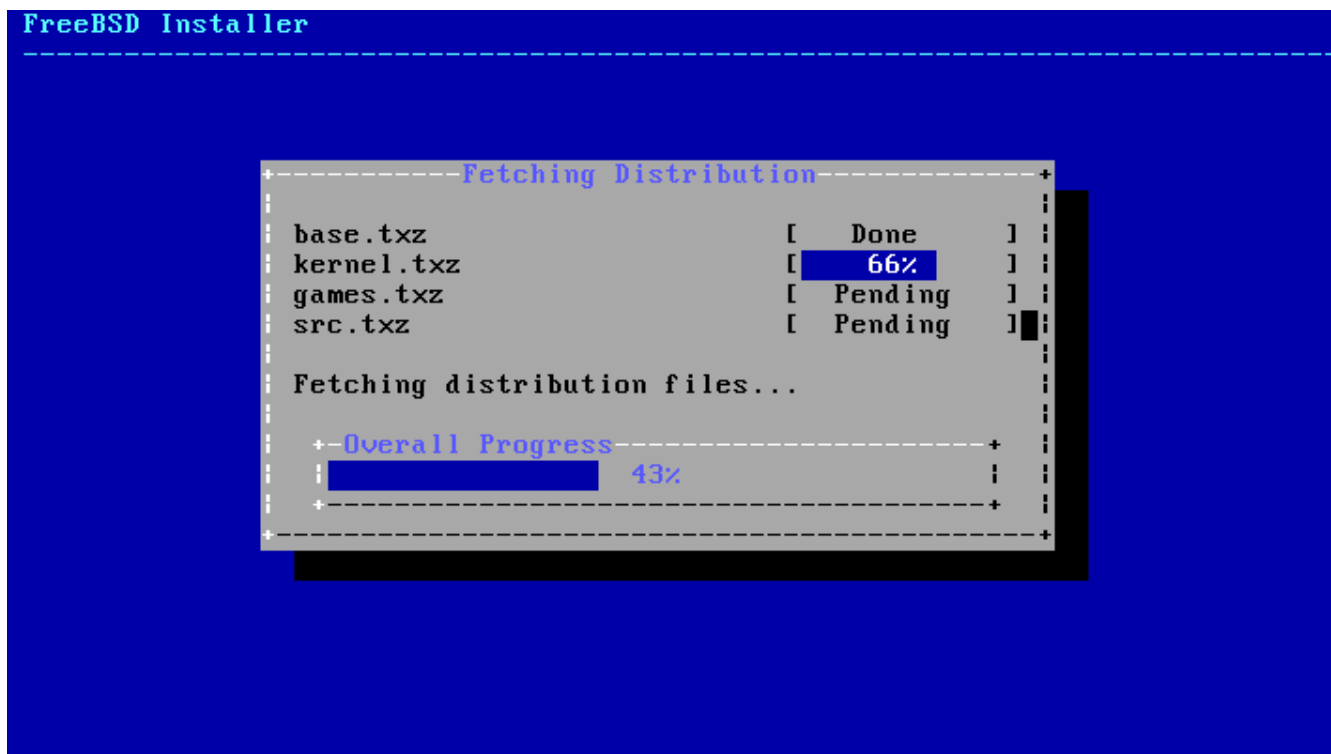 FreeBSD Installer
Fetching Distribution
base.txz [ Done ]
kernel.txz [ 66% ]
games.txz [ Pending ]
src.txz [ Pending ]
Fetching distribution files...
Overall Progress
43%